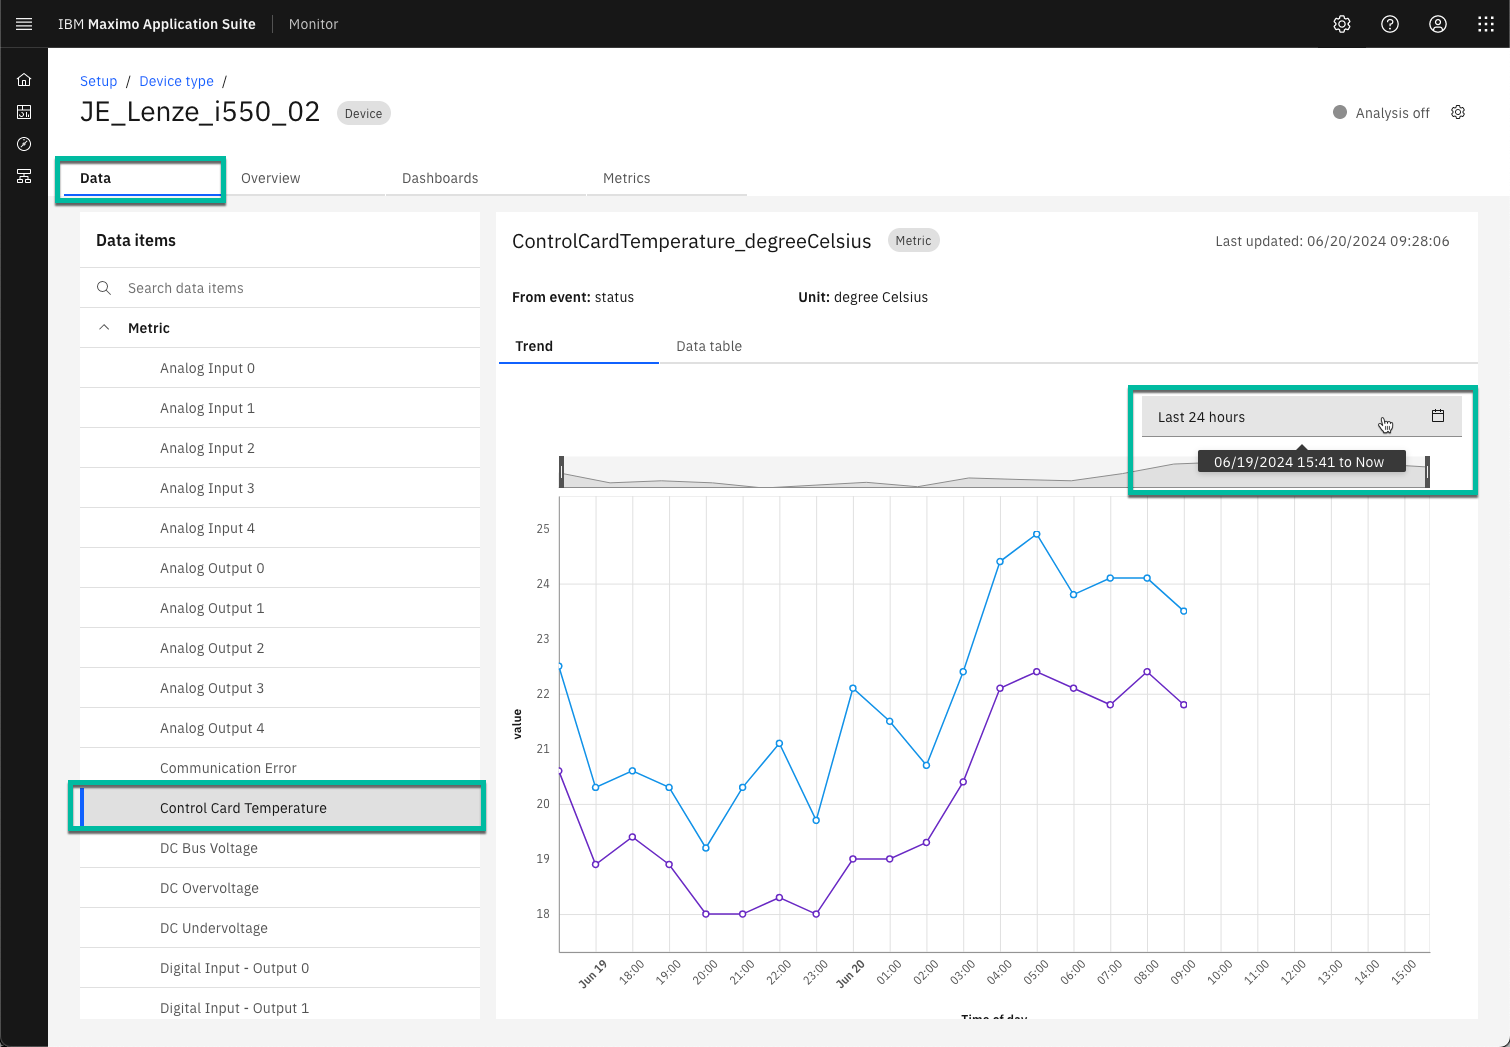 IBM Maximo Application Suite Monitor
Setup / Device type /
JE_Lenze_i550_02 Device
Analysis off
Data Overview Dashboards Metrics
Data items
Search data items
Metric
Analog Input 0
Analog Input 1
Analog Input 2
Analog Input 3
Analog Input 4
Analog Output 0
Analog Output 1
Analog Output 2
Analog Output 3
Analog Output 4
Communication Error
Control Card Temperature
DC Bus Voltage
DC Overvoltage
DC Undervoltage
Digital Input - Output 0
Digital Input - Output 1
ControlCardTemperature_degreeCelsius Metric
Last updated: 06/20/2024 09:28:06
From event: status Unit: degree Celsius
Trend Data table
Last 24 hours
06/19/2024 15:41 to Now
25
24
23
22
21
20
19
18
value
Jun 19 18:00 19:00 20:00 21:00 22:00 23:00 Jun 20 01:00 02:00 03:00 04:00 05:00 06:00 07:00 08:00 09:00 10:00 11:00 12:00 13:00 14:00 15:00
Time of day